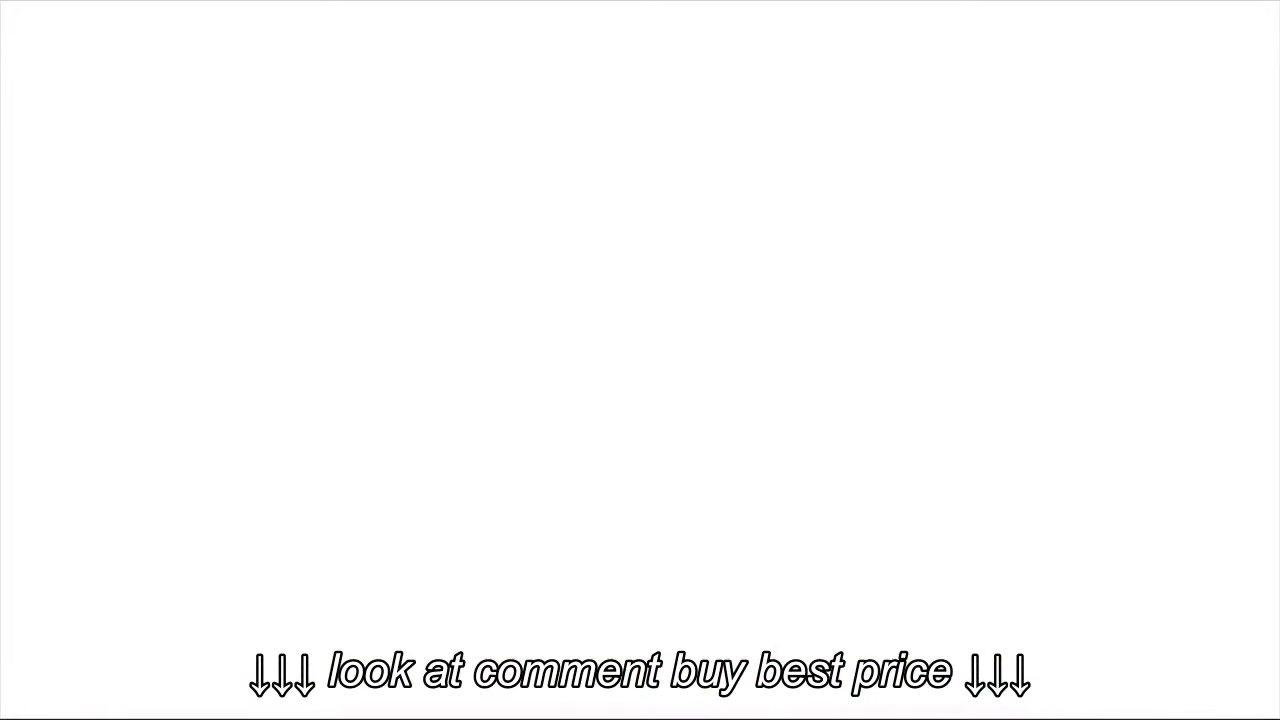 ↓↓↓ look at comment buy best price ↓↓↓